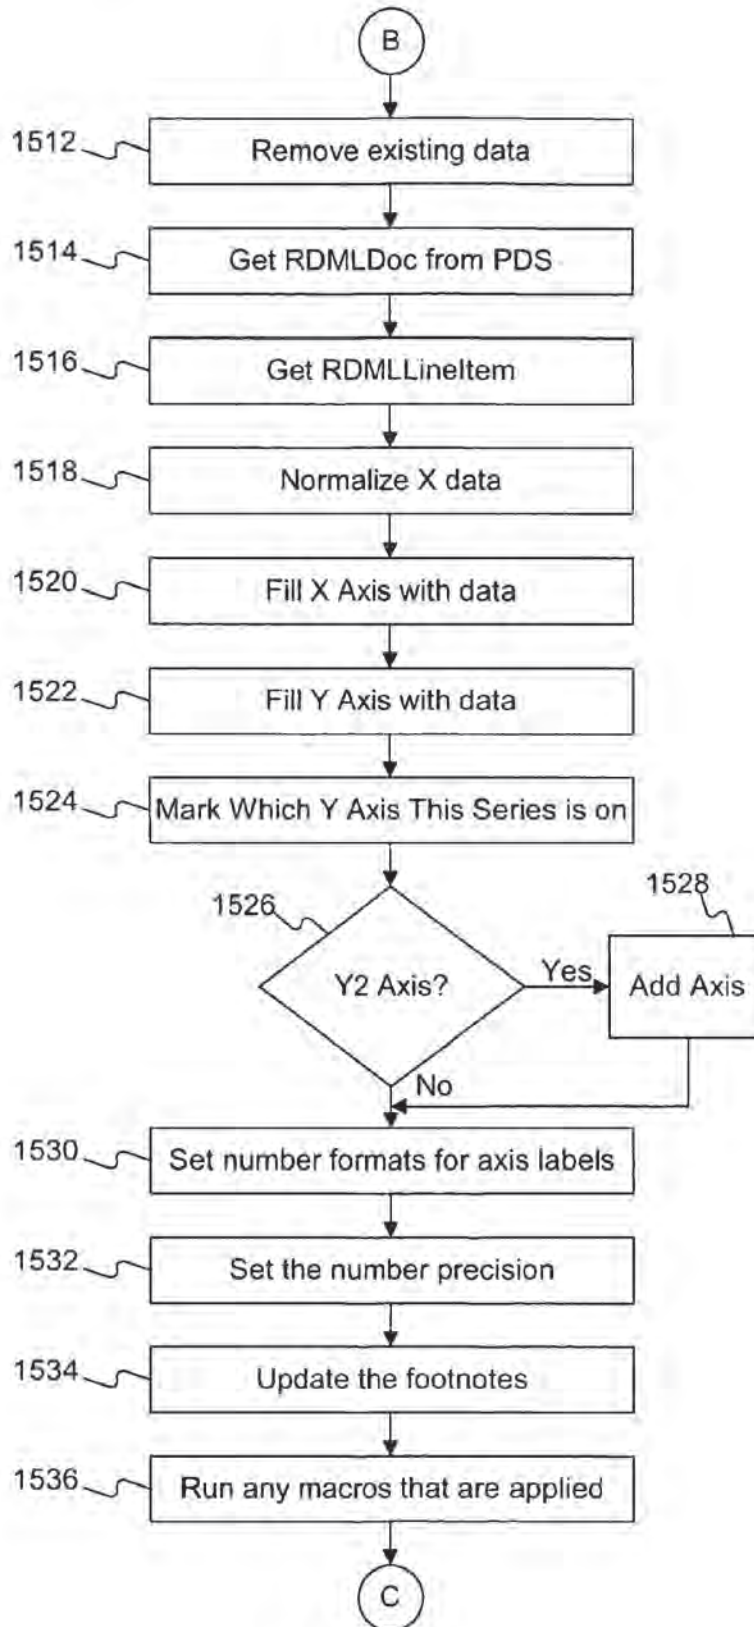 B
1512
Remove existing data
1514
Get RDMLDoc from PDS
1516
Get RDMLLineItem
1518
Normalize X data
1520
Fill X Axis with data
1522
Fill Y Axis with data
1524
Mark Which Y Axis This Series is on
1526
1528
Y2 Axis?
Yes
Add Axis
No
1530
Set number formats for axis labels
1532
Set the number precision
1534
Update the footnotes
1536
Run any macros that are applied
C